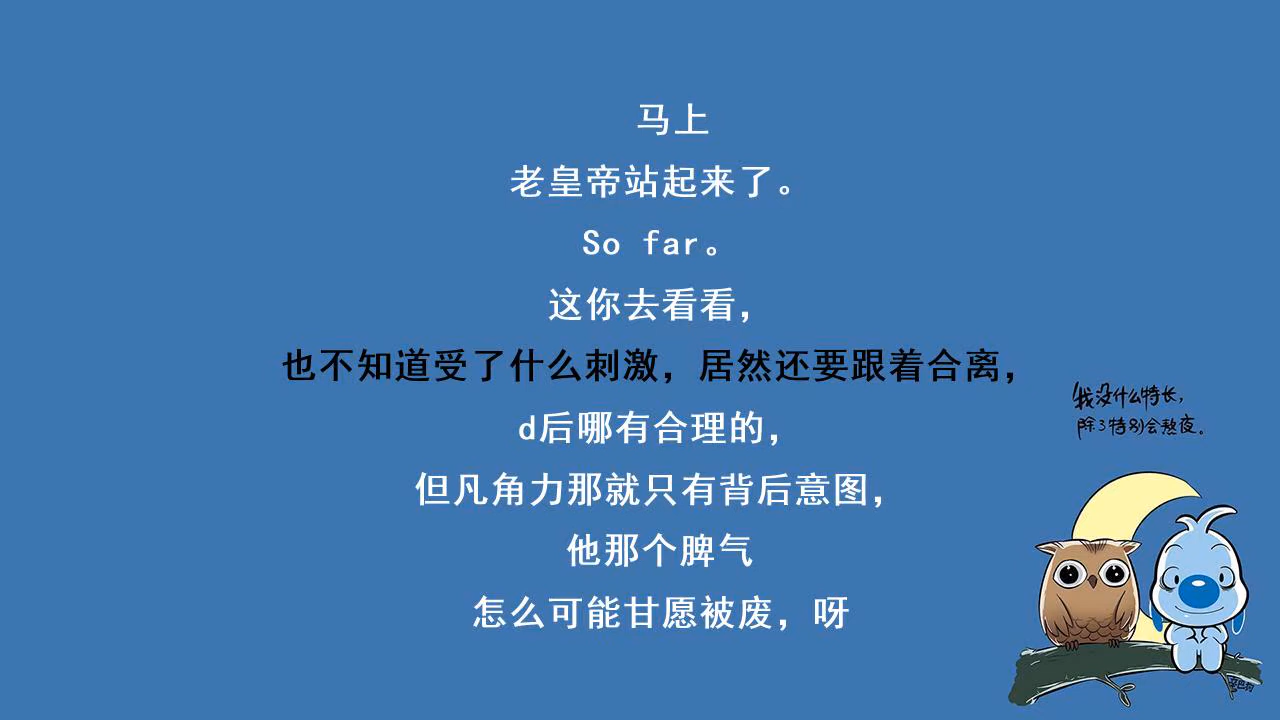 马上
老皇帝站起来了。
So far。
这你去看看，
也不知道受了什么刺激，居然还要跟着合离，
d后哪有合理的，
但凡角力那就只有背后意图，
他那个脾气
怎么可能甘愿被废，呀
我没什么特长，
除了特别会熬夜。